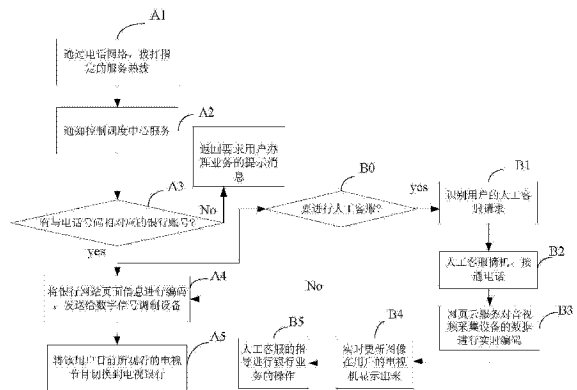 A1
通过电话网络，拨打指
定的服务热线
A2
通知控制调度中心服务
返回要求用户办
理业务的提示消
息
A3
有与电话号码相对应的银行账号?
No
yes
B0
要进行人工客服?
yes
B1
识别用户的人工客
服请求
B2
人工客服摘机，接
通电话
B3
网页云服务对音视
频采集设备的数据
进行实时编码
B4
实时更新图像
在用户的电视
机显示出来
B5
人工客服的指
导进行银行业
务的操作
No
A4
将银行网站页面信息进行编码
，发送给数字信号调制设备
A5
将该用户目前所观看的电视
节目切换到电视银行